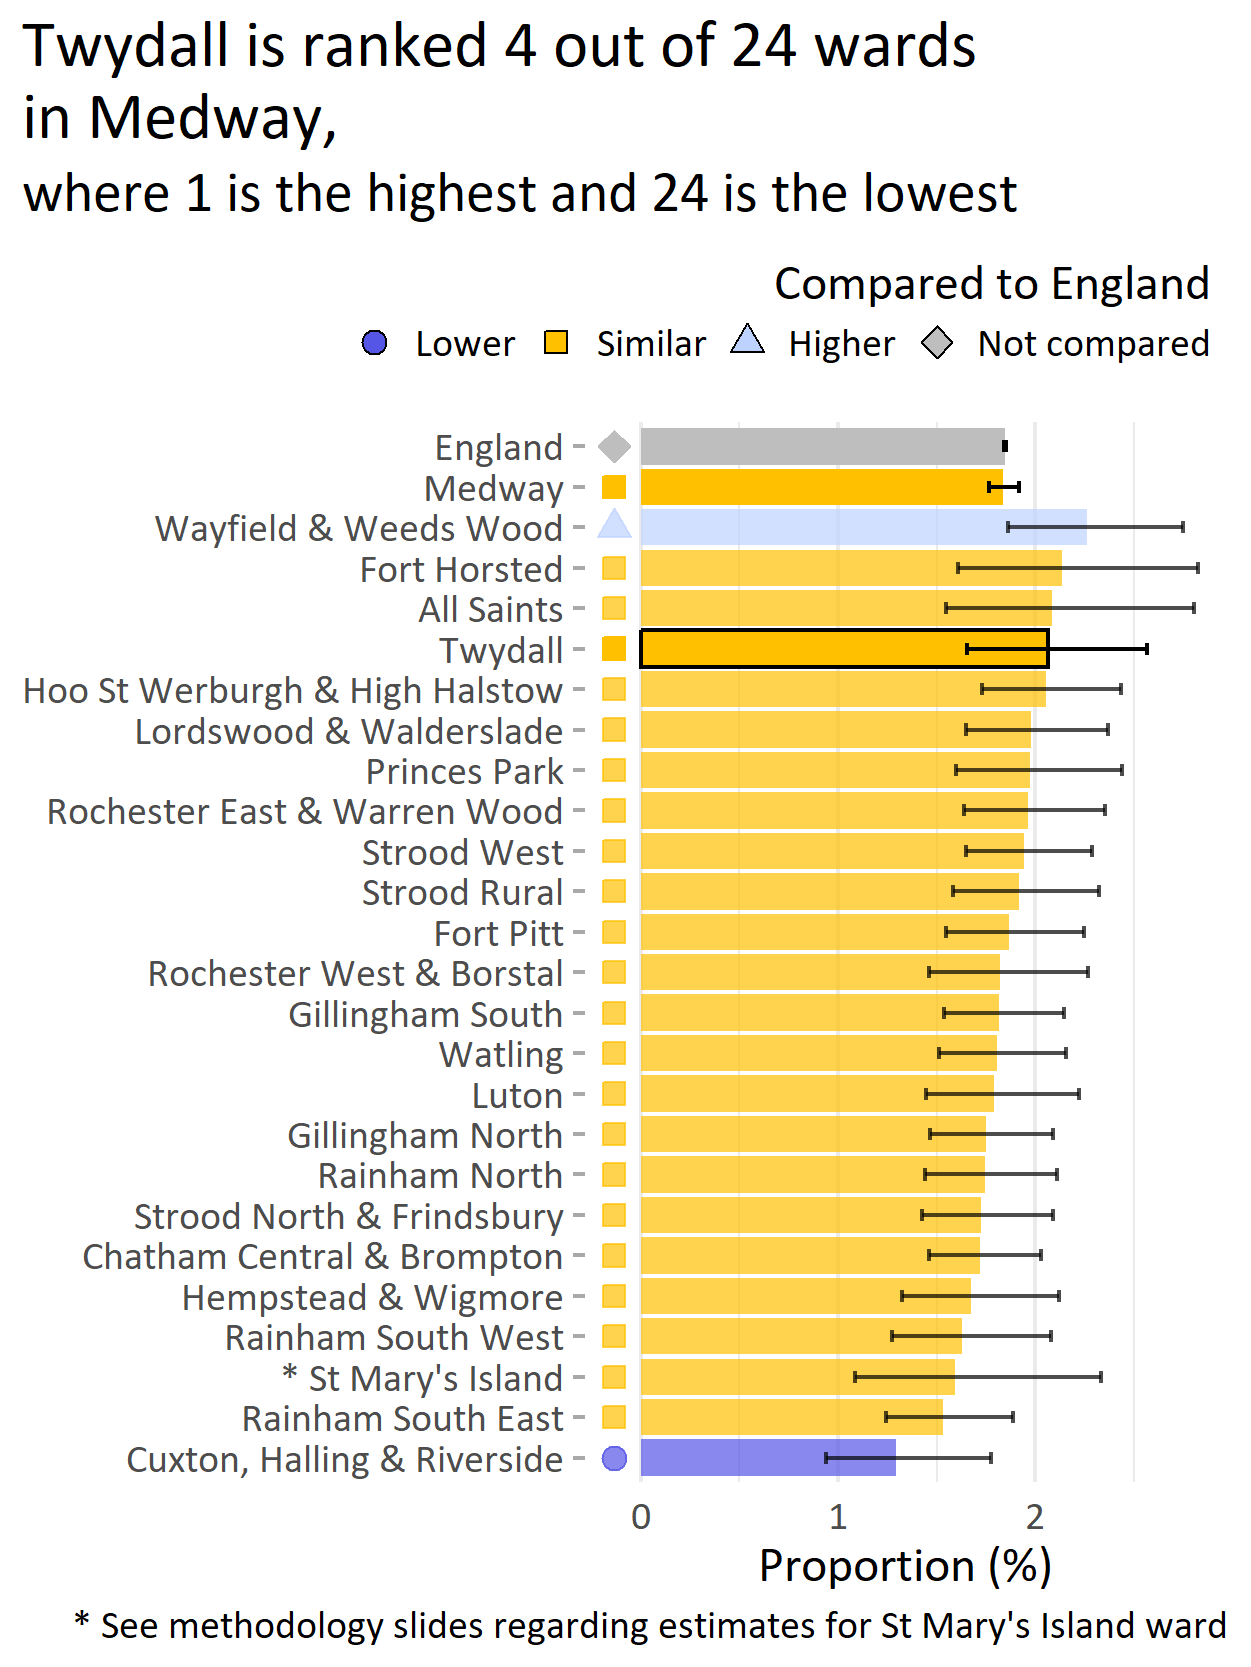 Twydall is ranked 4 out of 24 wards
in Medway,
where 1 is the highest and 24 is the lowest
Compared to England
Lower Similar Higher Not compared
England
Medway
Wayfield & Weeds Wood
Fort Horsted
All Saints
Twydall
Hoo St Werburgh & High Halstow
Lordswood & Walderslade
Princes Park
Rochester East & Warren Wood
Strood West
Strood Rural
Fort Pitt
Rochester West & Borstal
Gillingham South
Watling
Luton
Gillingham North
Rainham North
Strood North & Frindsbury
Chatham Central & Brompton
Hempstead & Wigmore
Rainham South West
* St Mary's Island
Rainham South East
Cuxton, Halling & Riverside
0 1 2
Proportion (%)
* See methodology slides regarding estimates for St Mary's Island ward